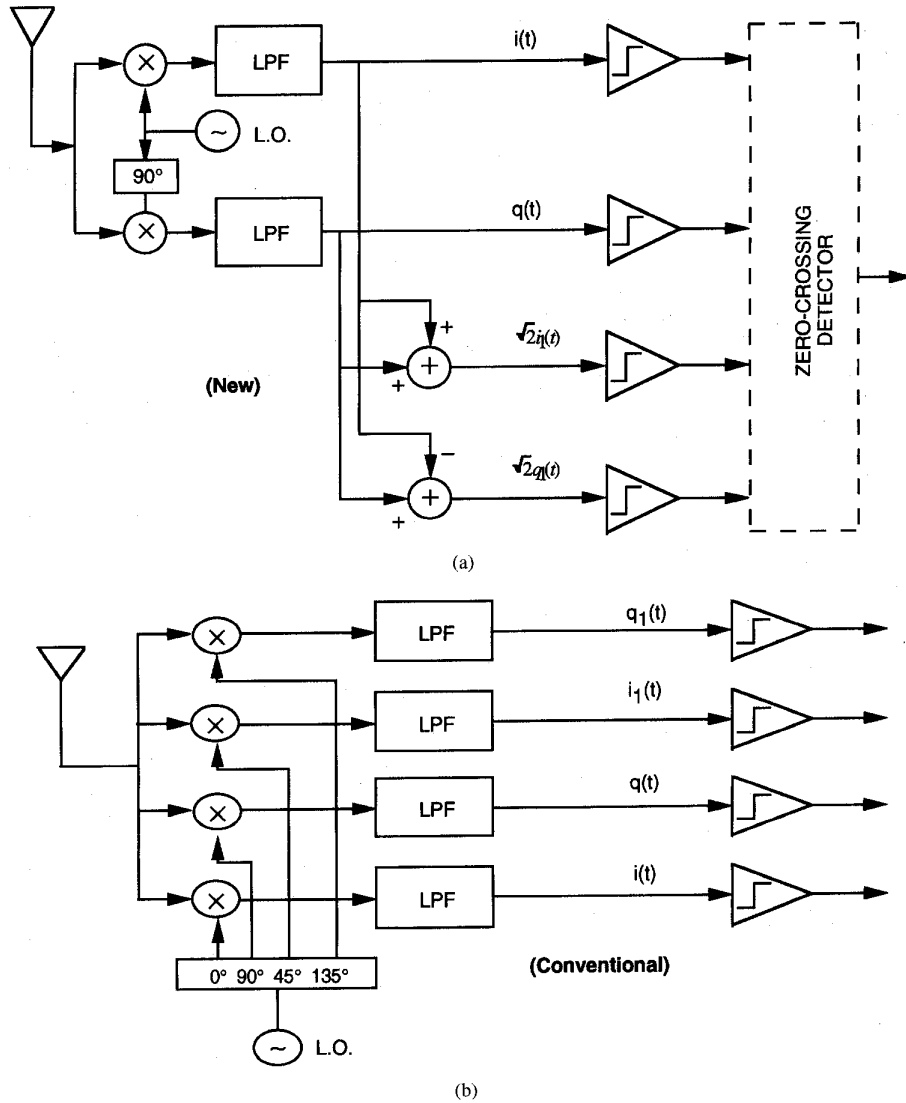 LPF
i(t)
×
~
L.O.
90°
×
LPF
q(t)
ZERO-CROSSING
DETECTOR
+
+
+
√2i₁(t)
(New)
−
+
+
√2q₁(t)
(a)
×
LPF
q₁(t)
×
LPF
i₁(t)
×
LPF
q(t)
×
LPF
i(t)
(Conventional)
0° 90° 45° 135°
~
L.O.
(b)